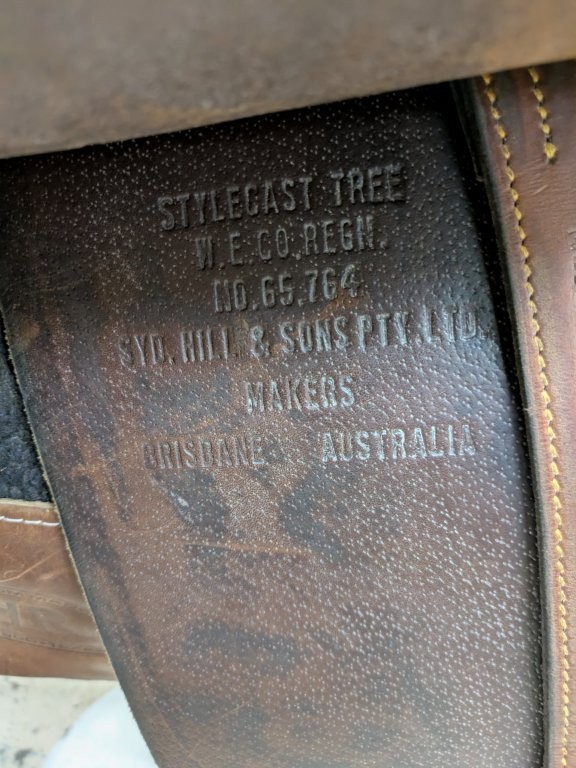 STYLECAST TREE
W.E.CO.REGN.
NO.65,764
SYD. HILL & SONS PTY. LTD.
MAKERS
BRISBANE AUSTRALIA